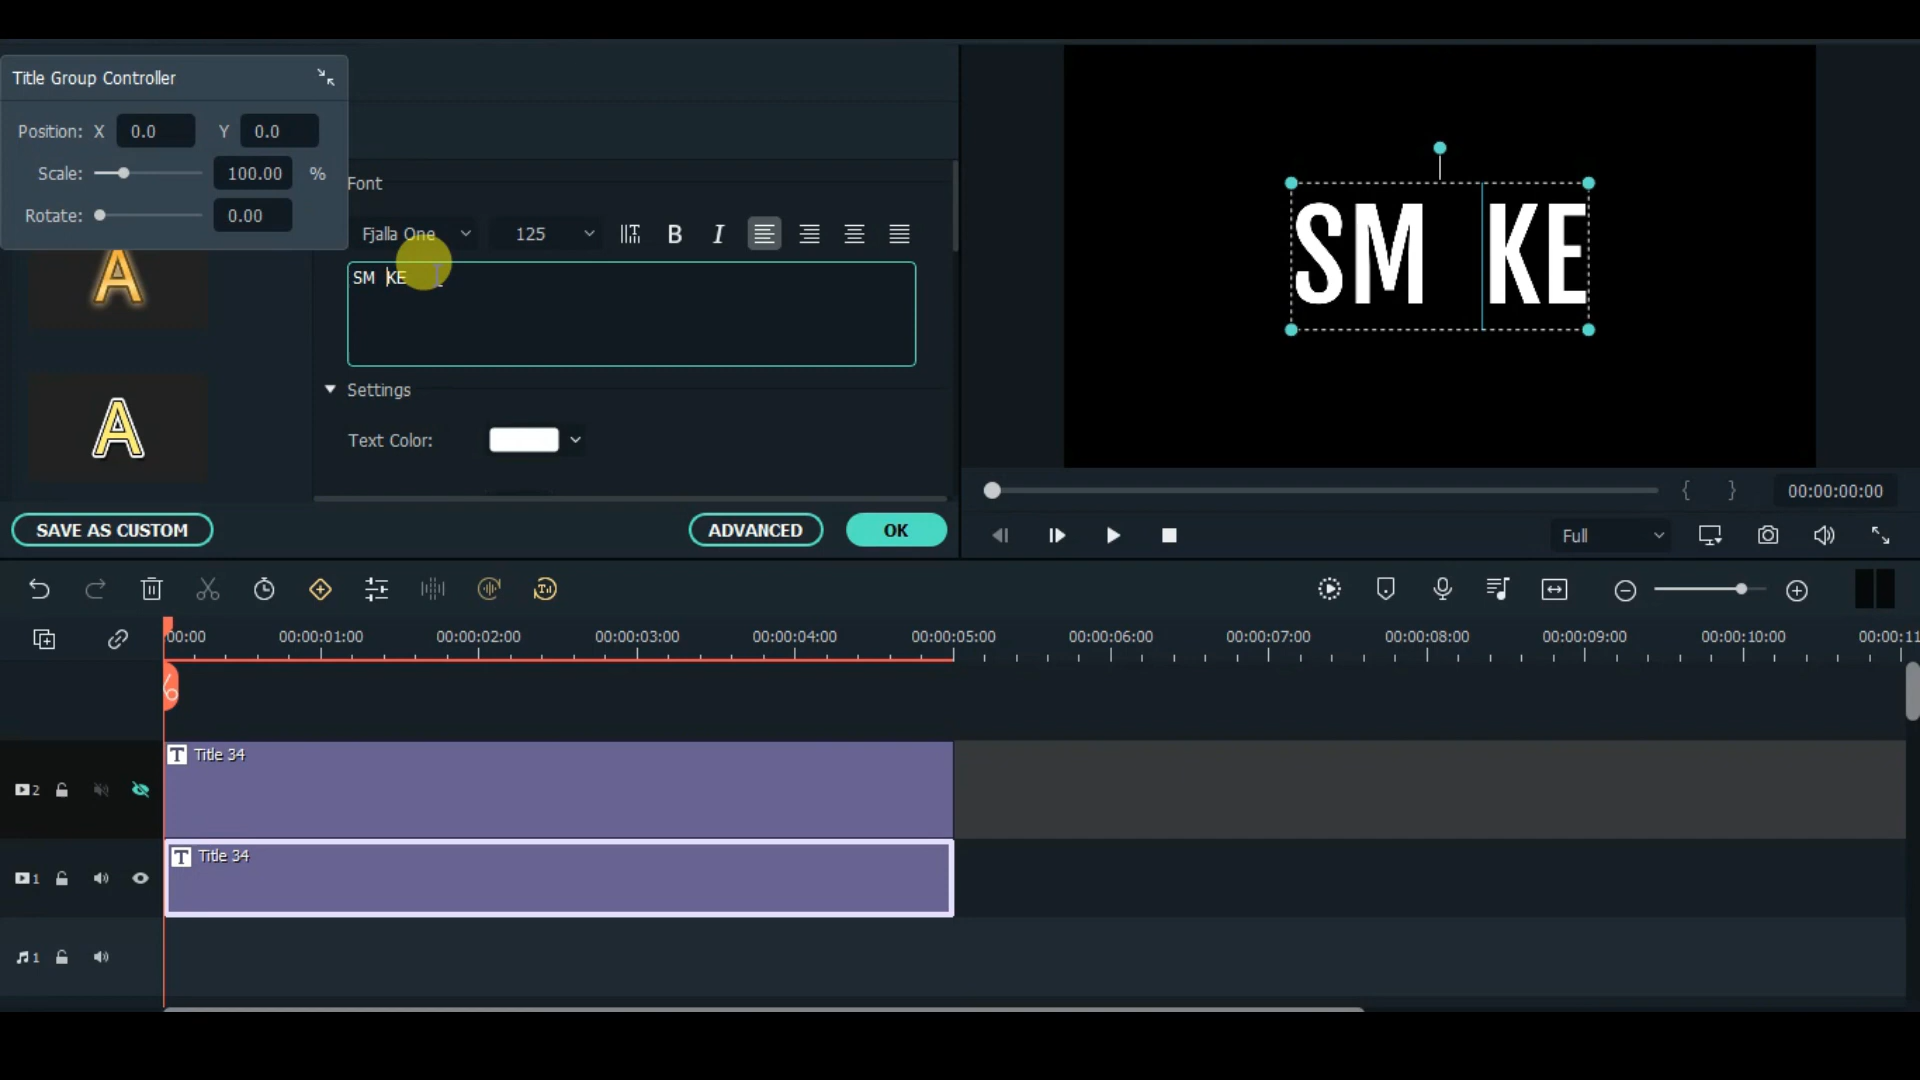 Title Group Controller
Position: X 0.0 Y 0.0
Scale: 100.00 %
Rotate: 0.00
Font
Fjalla One 125 B I
SM KE
A
A
Settings
Text Color:
SAVE AS CUSTOM ADVANCED OK
SM KE
{ } 00:00:00:00
Full
00:00 00:00:01:00 00:00:02:00 00:00:03:00 00:00:04:00 00:00:05:00 00:00:06:00 00:00:07:00 00:00:08:00 00:00:09:00 00:00:10:00 00:00:11
T Title 34
2
T Title 34
1
1